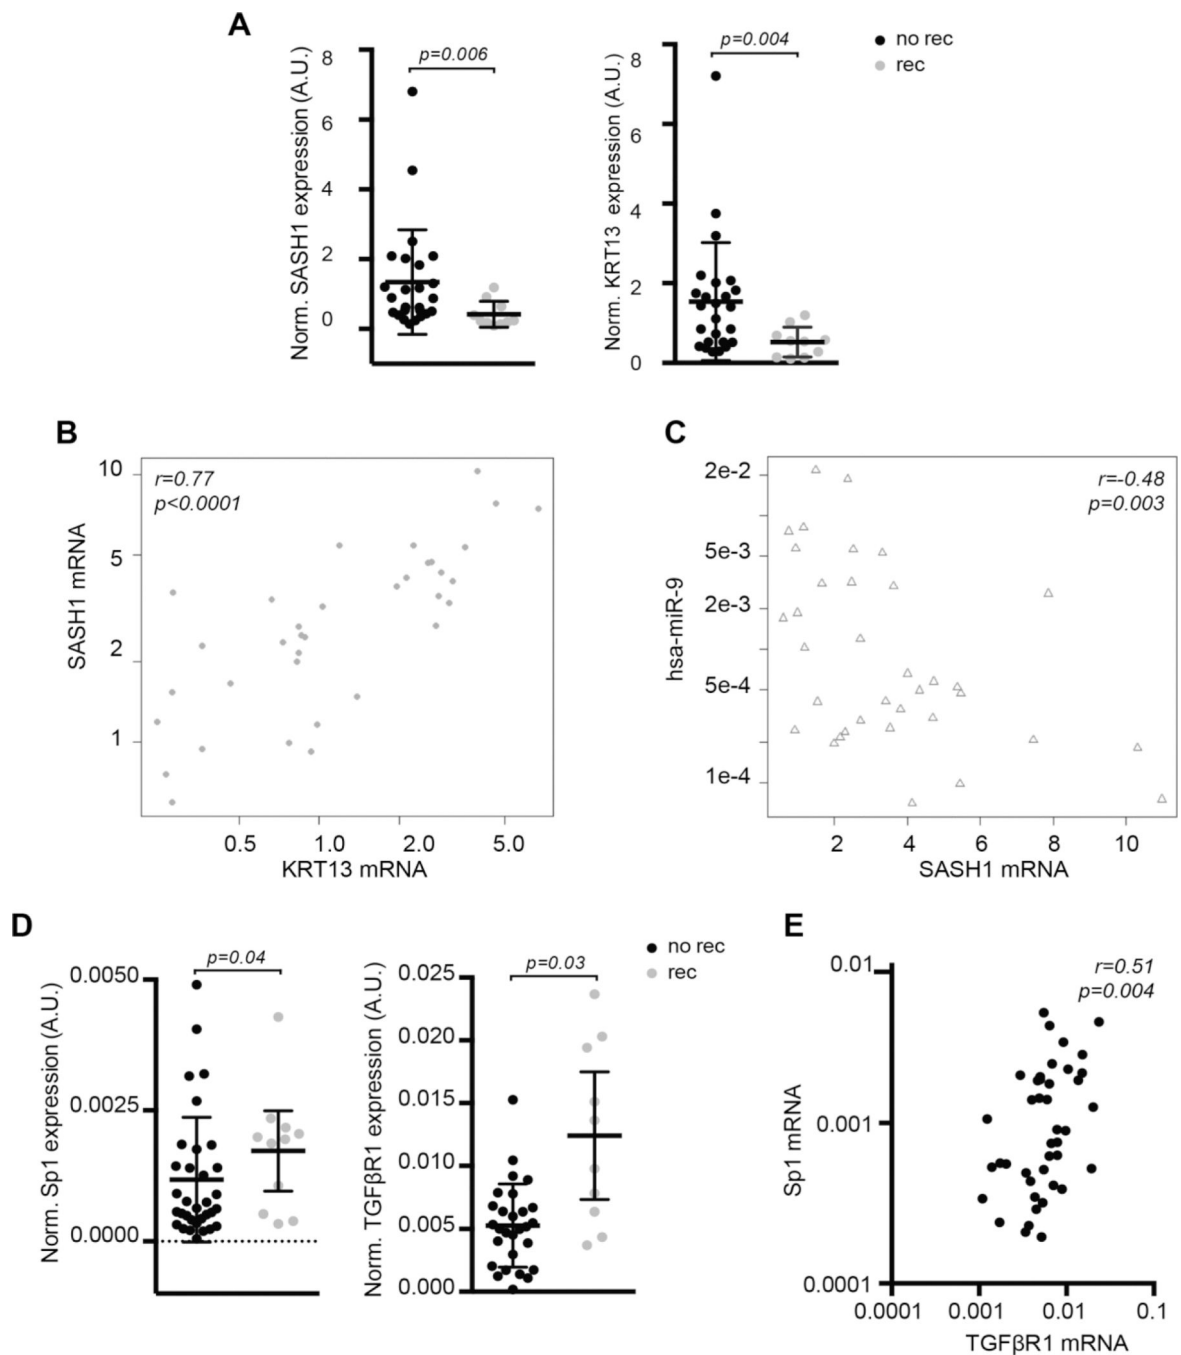 A
Norm. SASH1 expression (A.U.)
8
6
4
2
0
p=0.006
Norm. KRT13 expression (A.U.)
8
6
4
2
0
p=0.004
no rec
rec
B
SASH1 mRNA
10
5
2
1
r=0.77
p<0.0001
0.5 1.0 2.0 5.0
KRT13 mRNA
C
hsa-miR-9
2e-2
5e-3
2e-3
5e-4
1e-4
r=-0.48
p=0.003
2 4 6 8 10
SASH1 mRNA
D
Norm. Sp1 expression (A.U.)
0.0050
0.0025
0.0000
p=0.04
Norm. TGFβR1 expression (A.U.)
0.025
0.020
0.015
0.010
0.005
0.000
p=0.03
no rec
rec
E
Sp1 mRNA
0.01
0.001
0.0001
r=0.51
p=0.004
0.0001 0.001 0.01 0.1
TGFβR1 mRNA